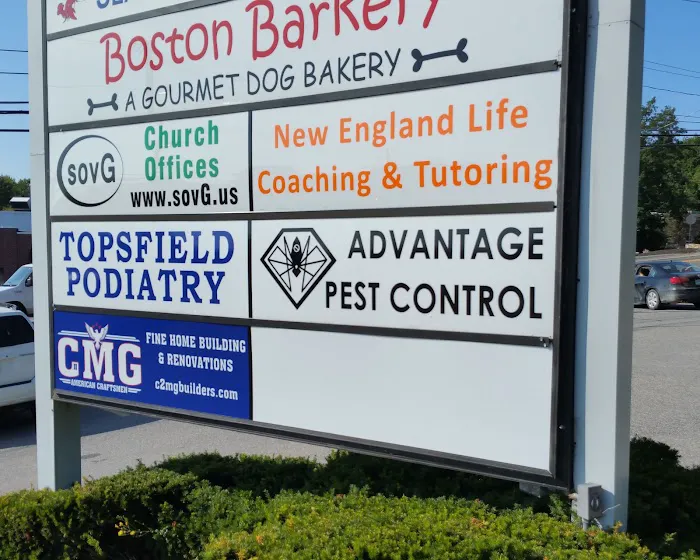 Boston Barkery
A GOURMET DOG BAKERY
sovG
Church
Offices
www.sovG.us
New England Life
Coaching & Tutoring
TOPSFIELD
PODIATRY
ADVANTAGE
PEST CONTROL
CMG
AMERICAN CRAFTSMEN
FINE HOME BUILDING
& RENOVATIONS
c2mgbuilders.com